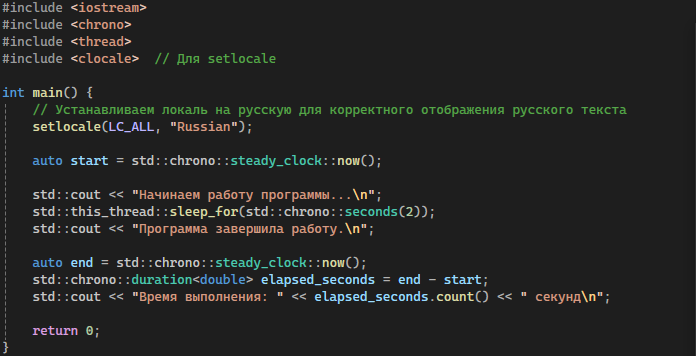 #include <iostream>
#include <chrono>
#include <thread>
#include <clocale>  // Для setlocale

int main() {
    // Устанавливаем локаль на русскую для корректного отображения русского текста
    setlocale(LC_ALL, "Russian");

    auto start = std::chrono::steady_clock::now();

    std::cout << "Начинаем работу программы...\n";
    std::this_thread::sleep_for(std::chrono::seconds(2));
    std::cout << "Программа завершила работу.\n";

    auto end = std::chrono::steady_clock::now();
    std::chrono::duration<double> elapsed_seconds = end - start;
    std::cout << "Время выполнения: " << elapsed_seconds.count() << " секунд\n";

    return 0;
}